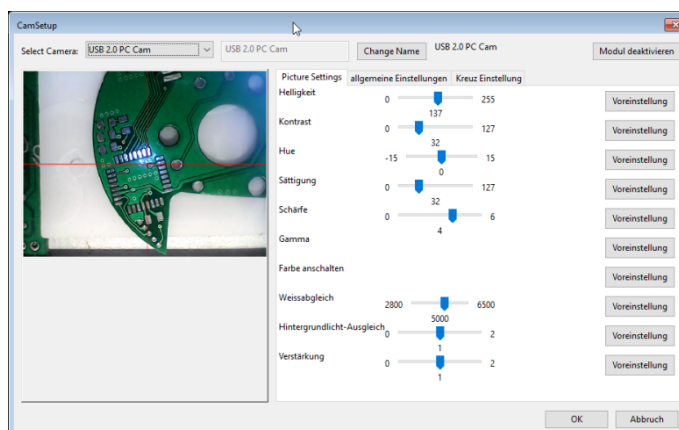 CamSetup
Select Camera: USB 2.0 PC Cam USB 2.0 PC Cam Change Name USB 2.0 PC Cam Modul deaktivieren
Picture Settings allgemeine Einstellungen Kreuz Einstellung
Helligkeit 0 255 Voreinstellung
137
Kontrast 0 127 Voreinstellung
32
Hue -15 15 Voreinstellung
0
Sättigung 0 127 Voreinstellung
32
Schärfe 0 6 Voreinstellung
4
Gamma Voreinstellung
Farbe anschalten Voreinstellung
Weissabgleich 2800 6500 Voreinstellung
5000
Hintergrundlicht-Ausgleich 0 2 Voreinstellung
1
Verstärkung 0 2 Voreinstellung
1
OK Abbruch